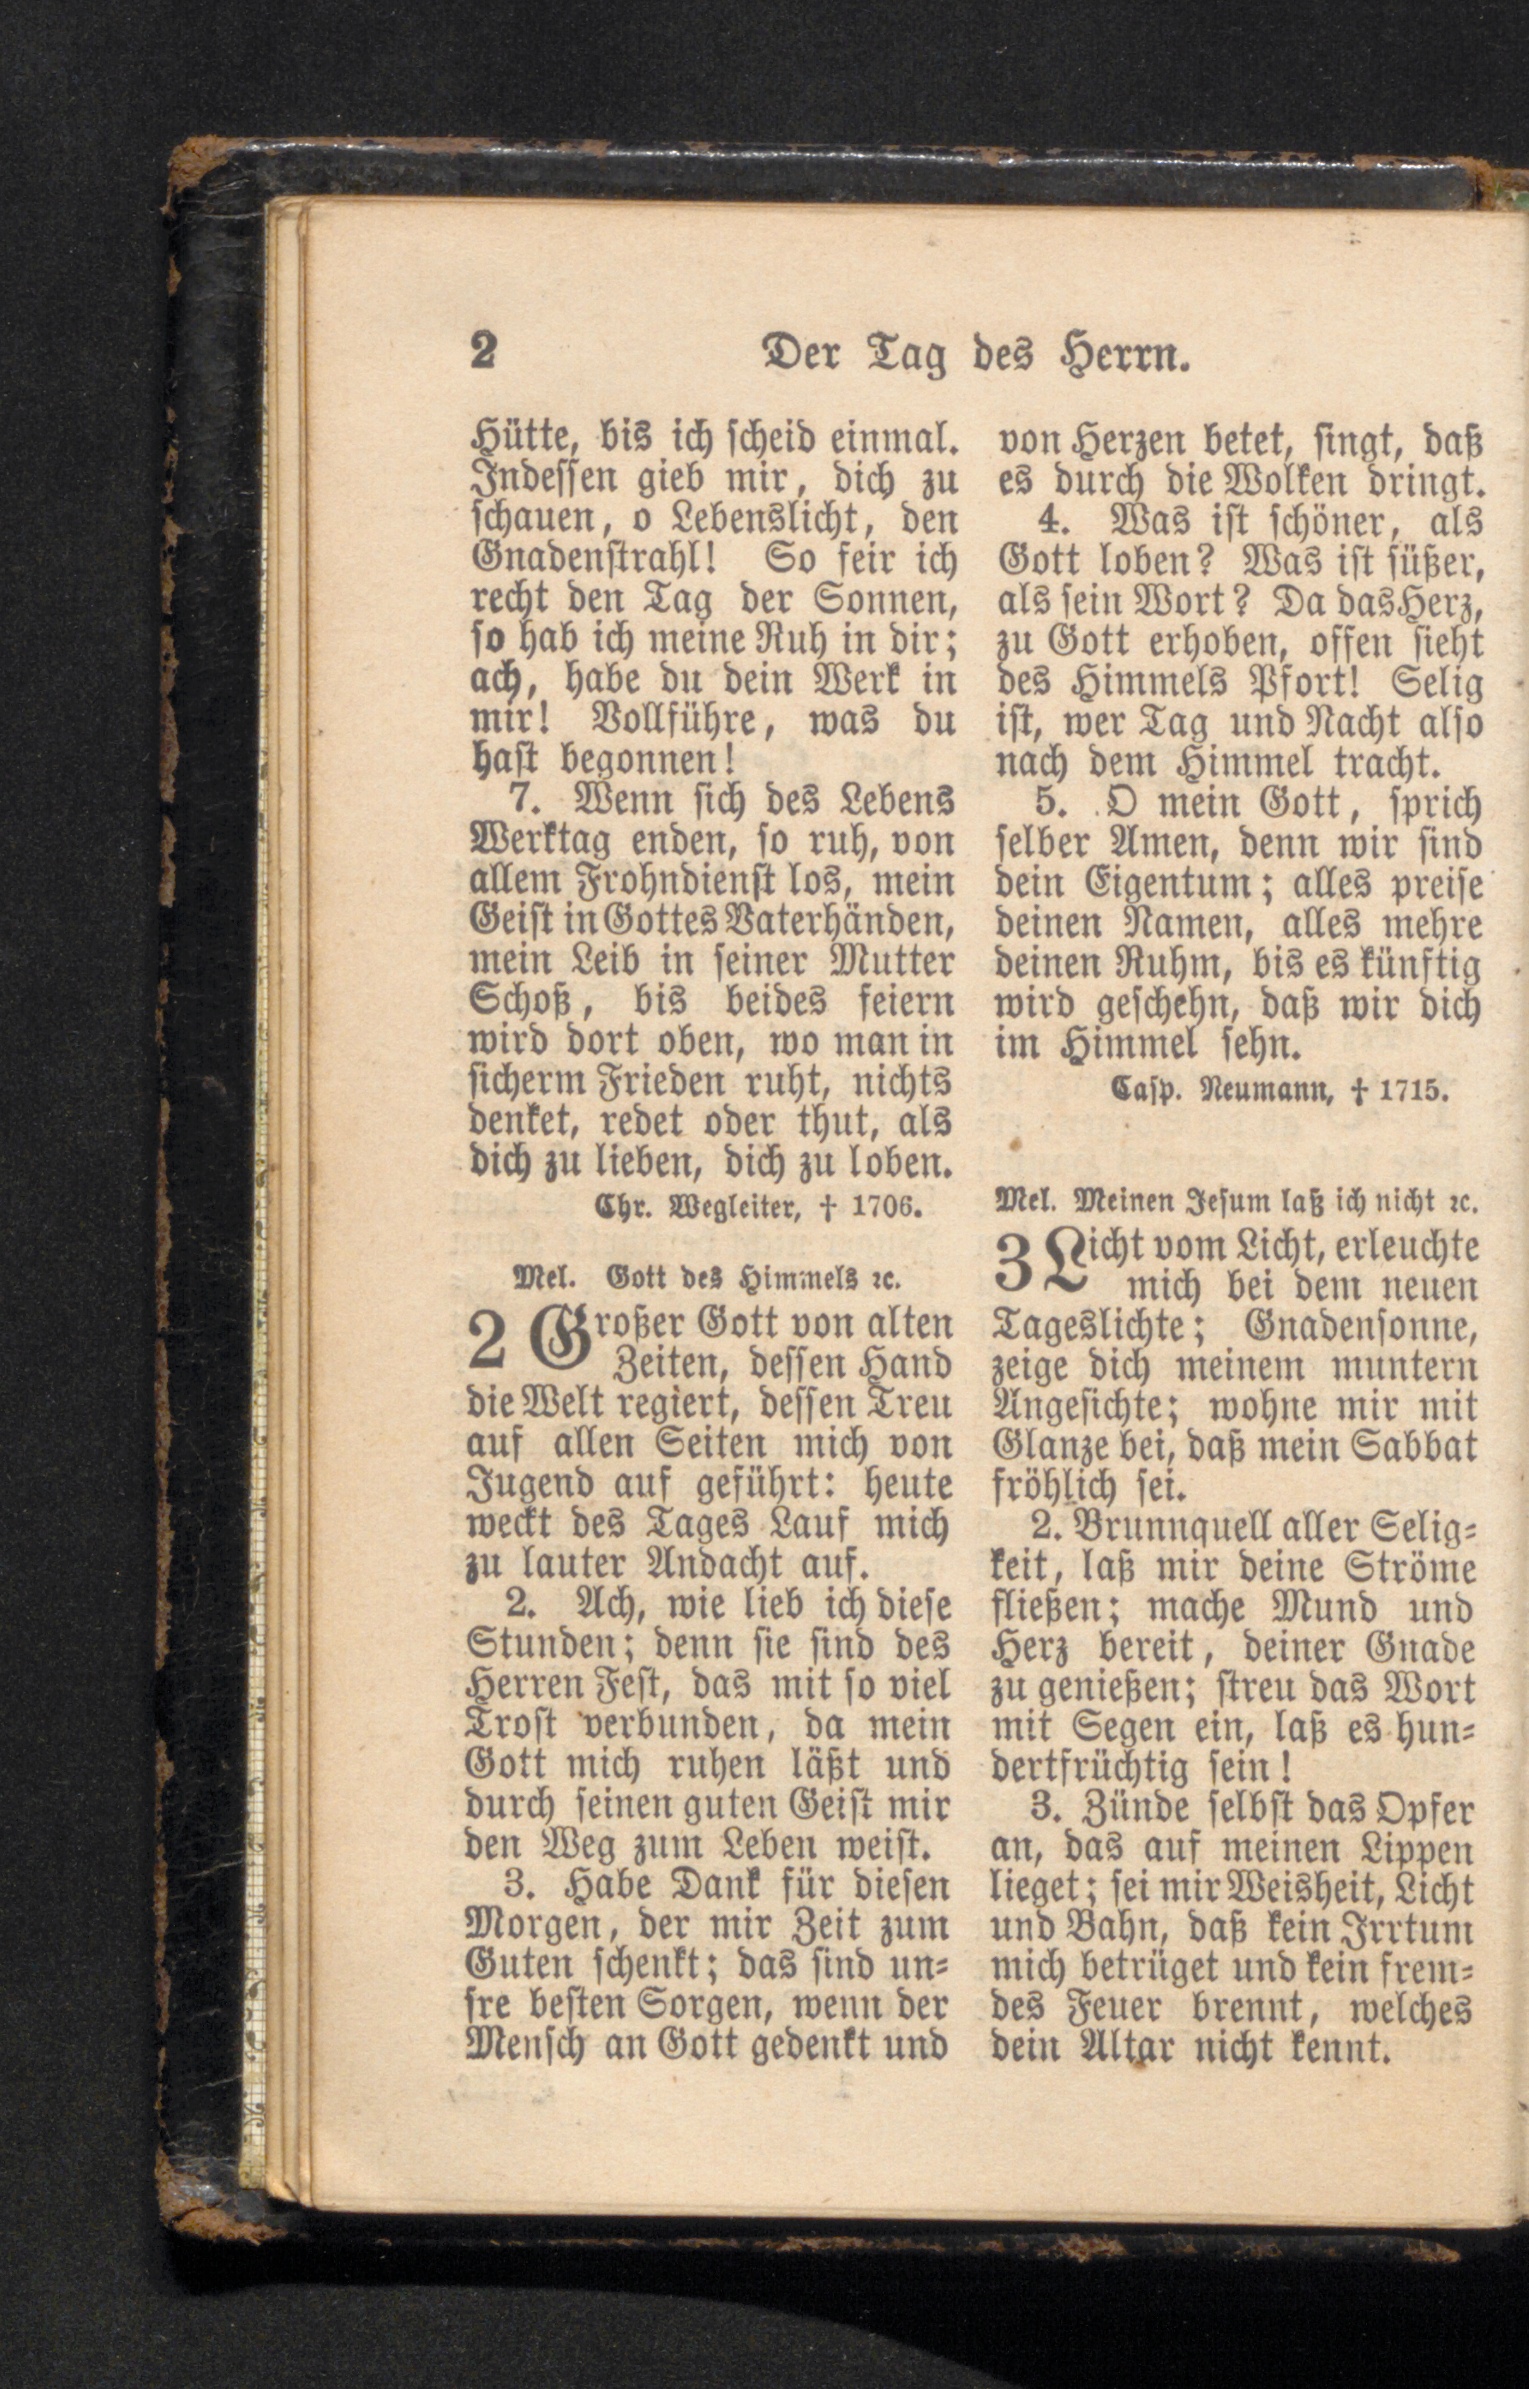 2 Der Tag des Herrn.
Hütte, bis ich scheid einmal.
Indessen gieb mir, dich zu
schauen, o Lebenslicht, den
Gnadenstrahl! So feir ich
recht den Tag der Sonnen,
so hab ich meine Ruh in dir;
ach, habe du dein Werk in
mir! Vollführe, was du
hast begonnen!
7. Wenn sich des Lebens
Werktag enden, so ruh, von
allem Frohndienst los, mein
Geist in Gottes Vaterhänden,
mein Leib in seiner Mutter
Schoß, bis beides feiern
wird dort oben, wo man in
sicherm Frieden ruht, nichts
denket, redet oder thut, als
dich zu lieben, dich zu loben.
Chr. Wegleiter, † 1706.
Mel. Gott des Himmels ꝛc.
2 Großer Gott von alten
Zeiten, dessen Hand
die Welt regiert, dessen Treu
auf allen Seiten mich von
Jugend auf geführt: heute
weckt des Tages Lauf mich
zu lauter Andacht auf.
2. Ach, wie lieb ich diese
Stunden; denn sie sind des
Herren Fest, das mit so viel
Trost verbunden, da mein
Gott mich ruhen läßt und
durch seinen guten Geist mir
den Weg zum Leben weist.
3. Habe Dank für diesen
Morgen, der mir Zeit zum
Guten schenkt; das sind un-
sre besten Sorgen, wenn der
Mensch an Gott gedenkt und
von Herzen betet, singt, daß
es durch die Wolken dringt.
4. Was ist schöner, als
Gott loben? Was ist süßer,
als sein Wort? Da das Herz,
zu Gott erhoben, offen sieht
des Himmels Pfort! Selig
ist, wer Tag und Nacht also
nach dem Himmel tracht.
5. O mein Gott, sprich
selber Amen, denn wir sind
dein Eigentum; alles preise
deinen Namen, alles mehre
deinen Ruhm, bis es künftig
wird geschehn, daß wir dich
im Himmel sehn.
Casp. Neumann, † 1715.
Mel. Meinen Jesum laß ich nicht ꝛc.
3 Licht vom Licht, erleuchte
mich bei dem neuen
Tageslichte; Gnadensonne,
zeige dich meinem muntern
Angesichte; wohne mir mit
Glanze bei, daß mein Sabbat
fröhlich sei.
2. Brunnquell aller Selig-
keit, laß mir deine Ströme
fließen; mache Mund und
Herz bereit, deiner Gnade
zu genießen; streu das Wort
mit Segen ein, laß es hun-
dertfrüchtig sein!
3. Zünde selbst das Opfer
an, das auf meinen Lippen
lieget; sei mir Weisheit, Licht
und Bahn, daß kein Irrtum
mich betrüget und kein frem-
des Feuer brennt, welches
dein Altar nicht kennt.